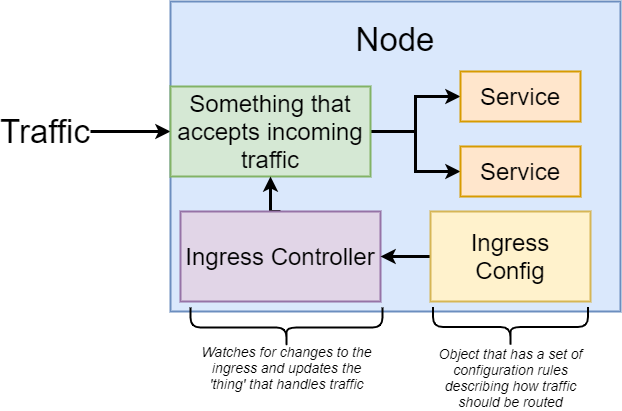 Node
Traffic
Something that
accepts incoming
traffic
Service
Service
Ingress Controller
Ingress
Config
Watches for changes to the
ingress and updates the
'thing' that handles traffic
Object that has a set of
configuration rules
describing how traffic
should be routed